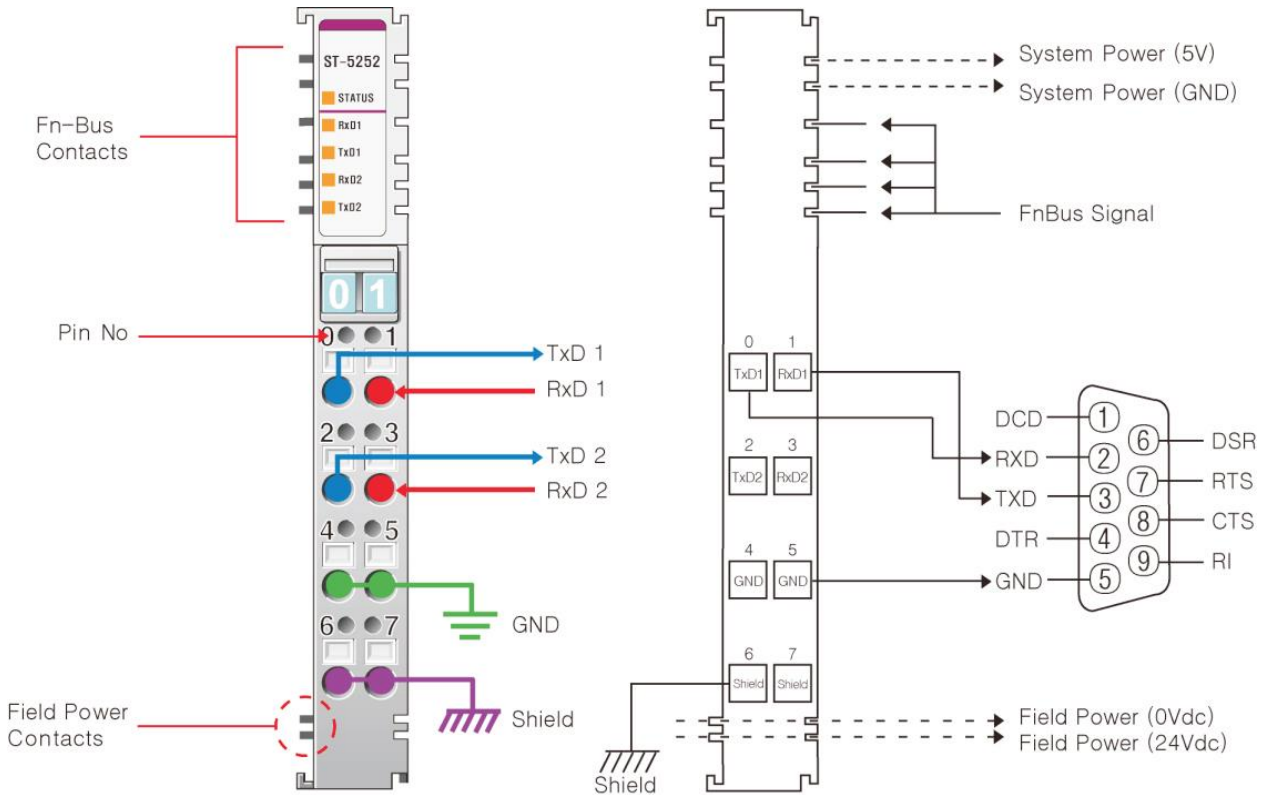 ST-5252
STATUS
RxD1
TxD1
RxD2
TxD2
Fn-Bus
Contacts
01
Pin No
0 1
TxD 1
RxD 1
2 3
TxD 2
RxD 2
4 5
GND
6 7
Shield
Field Power
Contacts
System Power (5V)
System Power (GND)
FnBus Signal
0 1
TxD1 RxD1
2 3
TxD2 RxD2
4 5
GND GND
6 7
Shield Shield
Shield
DCD 1
RXD 2
TXD 3
DTR 4
GND 5
6 DSR
7 RTS
8 CTS
9 RI
Field Power (0Vdc)
Field Power (24Vdc)